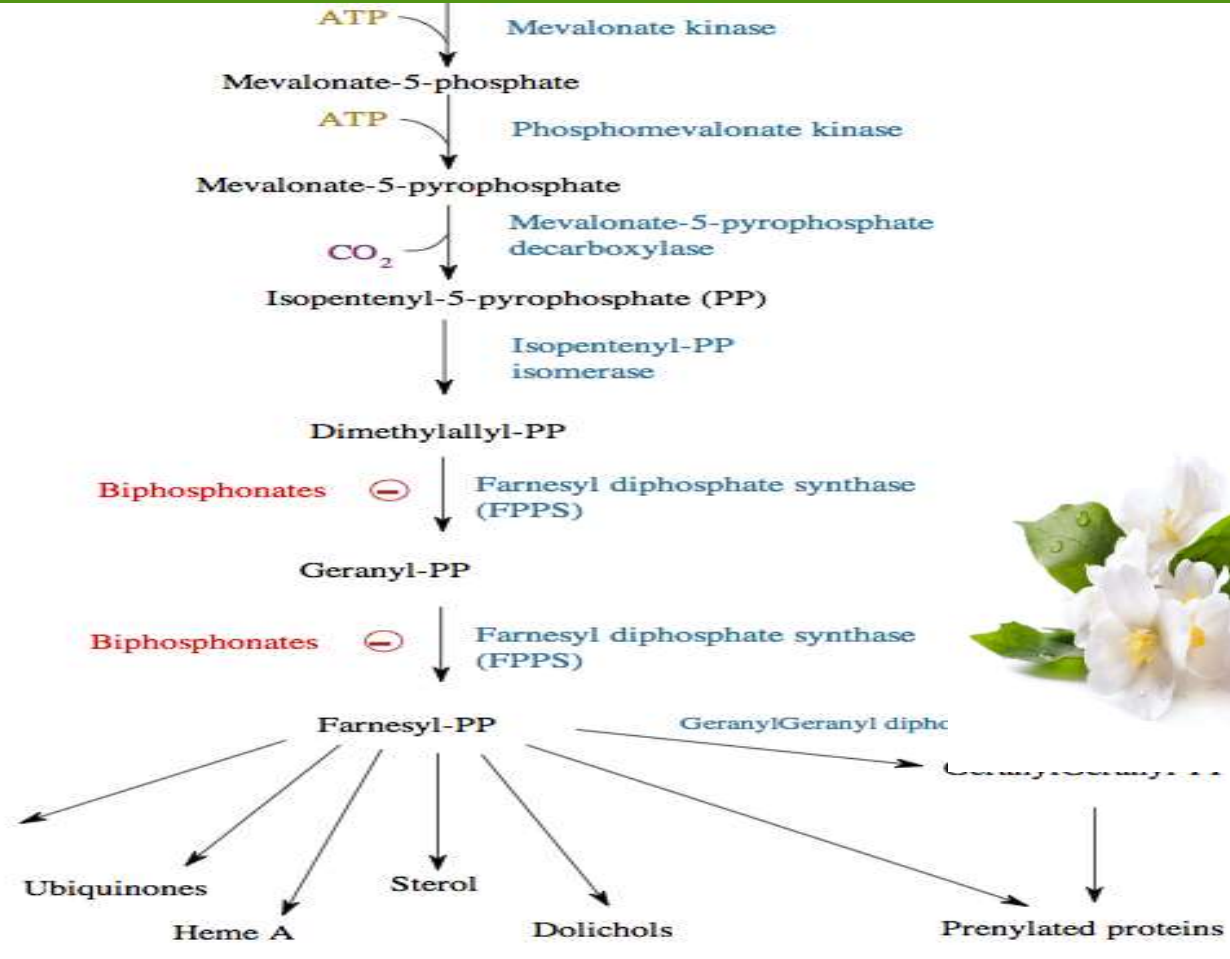 ATP
Mevalonate kinase
Mevalonate-5-phosphate
ATP
Phosphomevalonate kinase
Mevalonate-5-pyrophosphate
CO2
Mevalonate-5-pyrophosphate
decarboxylase
Isopentenyl-5-pyrophosphate (PP)
Isopentenyl-PP
isomerase
Dimethylallyl-PP
Biphosphonates
Farnesyl diphosphate synthase
(FPPS)
Geranyl-PP
Biphosphonates
Farnesyl diphosphate synthase
(FPPS)
Farnesyl-PP
GeranylGeranyl
Ubiquinones
Heme A
Sterol
Dolichols
Prenylated proteins